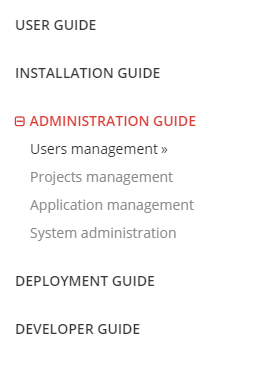 USER GUIDE
INSTALLATION GUIDE
ADMINISTRATION GUIDE
Users management »
Projects management
Application management
System administration
DEPLOYMENT GUIDE
DEVELOPER GUIDE